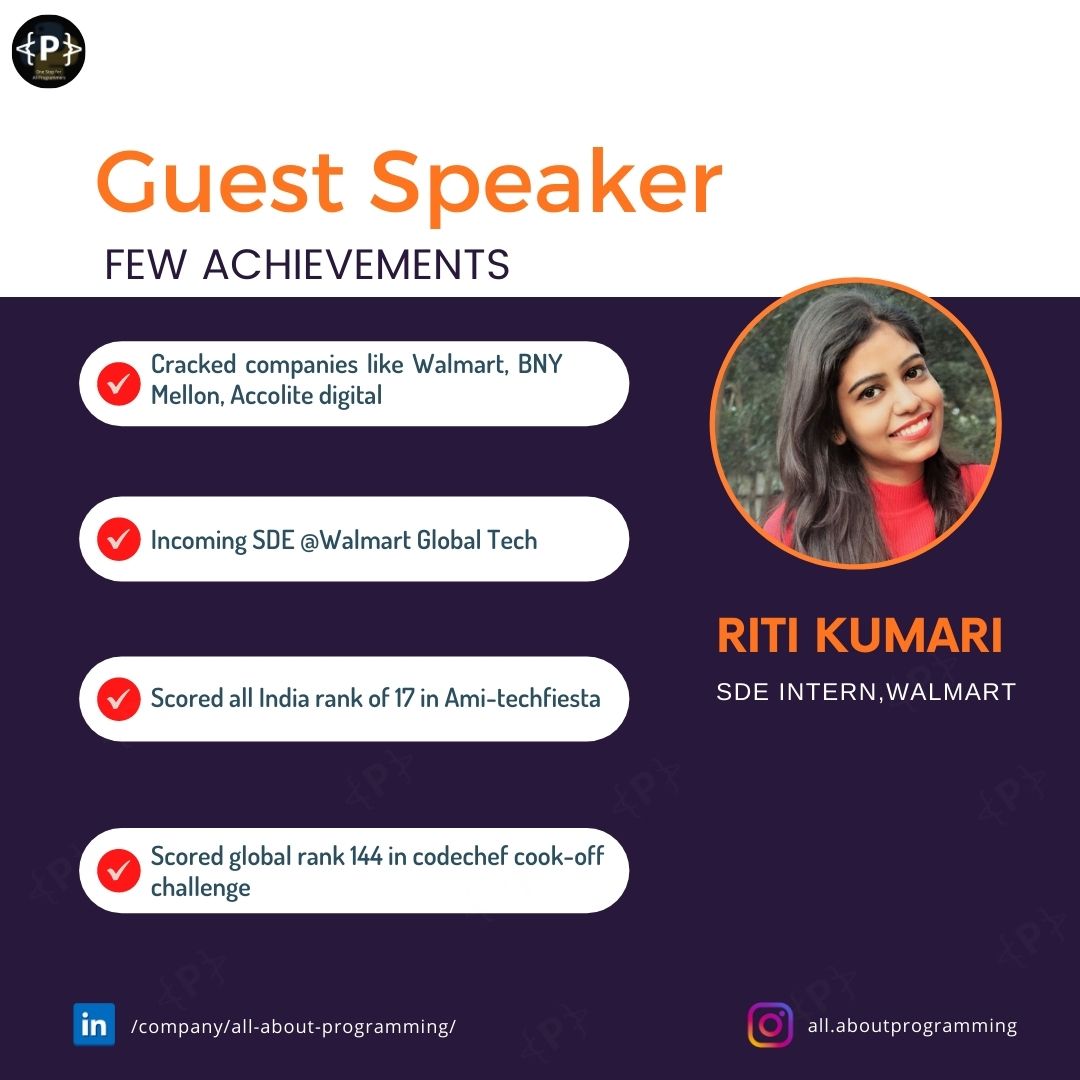 {P}
One Stop for
All Programmers
Guest Speaker
FEW ACHIEVEMENTS
Cracked companies like Walmart, BNY
Mellon, Accolite digital
Incoming SDE @Walmart Global Tech
Scored all India rank of 17 in Ami-techfiesta
Scored global rank 144 in codechef cook-off
challenge
RITI KUMARI
SDE INTERN,WALMART
in
/company/all-about-programming/
all.aboutprogramming